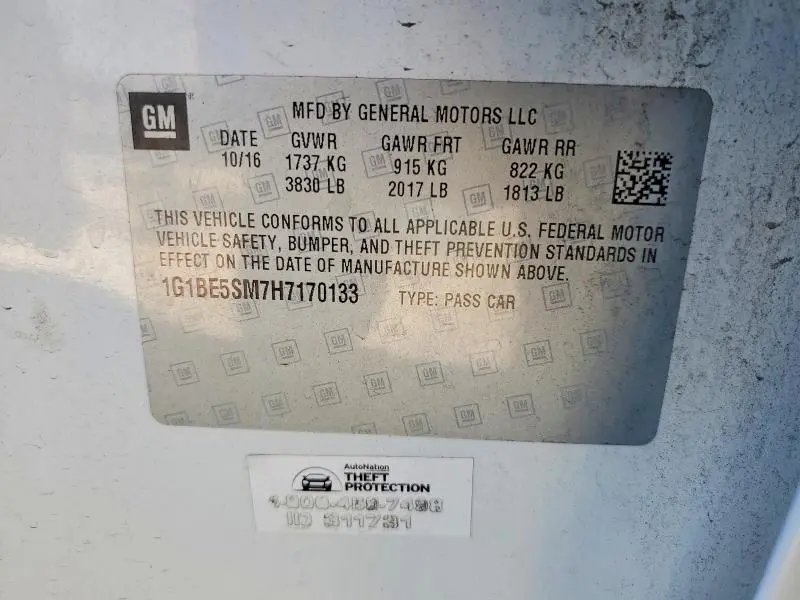 GM
MFD BY GENERAL MOTORS LLC
DATE GVWR GAWR FRT GAWR RR
10/16 1737 KG 915 KG 822 KG
3830 LB 2017 LB 1813 LB
THIS VEHICLE CONFORMS TO ALL APPLICABLE U.S. FEDERAL MOTOR
VEHICLE SAFETY, BUMPER, AND THEFT PREVENTION STANDARDS IN
EFFECT ON THE DATE OF MANUFACTURE SHOWN ABOVE.
1G1BE5SM7H7170133 TYPE: PASS CAR
AutoNation
THEFT
PROTECTION
ID 311731